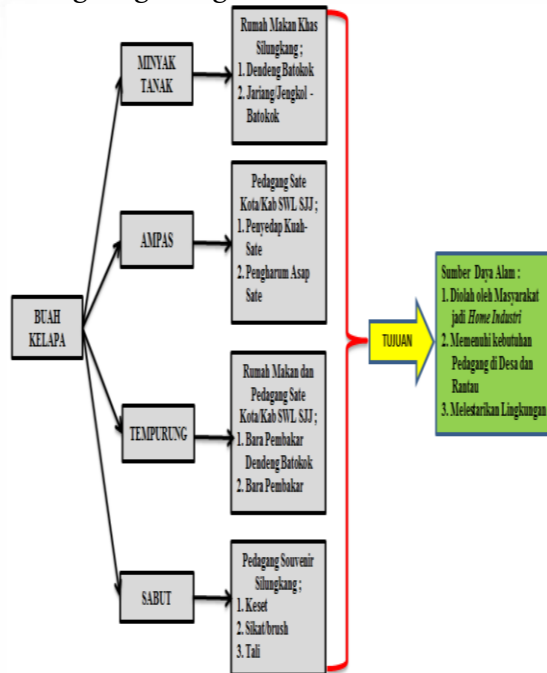 BUAH
KELAPA
MINYAK
TANAK
Rumah Makan Khas
Silungkang ;
1. Dendeng Batokok
2. Jariang/Jengkol -
Batokok
AMPAS
Pedagang Sate
Kota/Kab SWL SJJ ;
1. Penyedap Kuah-
Sate
2. Pengharum Asap
Sate
TEMPURUNG
Rumah Makan dan
Pedagang Sate
Kota/Kab SWL SJJ ;
1. Bara Pembakar
Dendeng Batokok
2. Bara Pembakar
SABUT
Pedagang Souvenir
Silungkang ;
1. Keset
2. Sikat/brush
3. Tali
TUJUAN
Sumber Daya Alam :
1. Diolah oleh Masyarakat
jadi Home Industri
2. Memenuhi kebutuhan
Pedagang di Desa dan
Rantau
3. Melestarikan Lingkungan